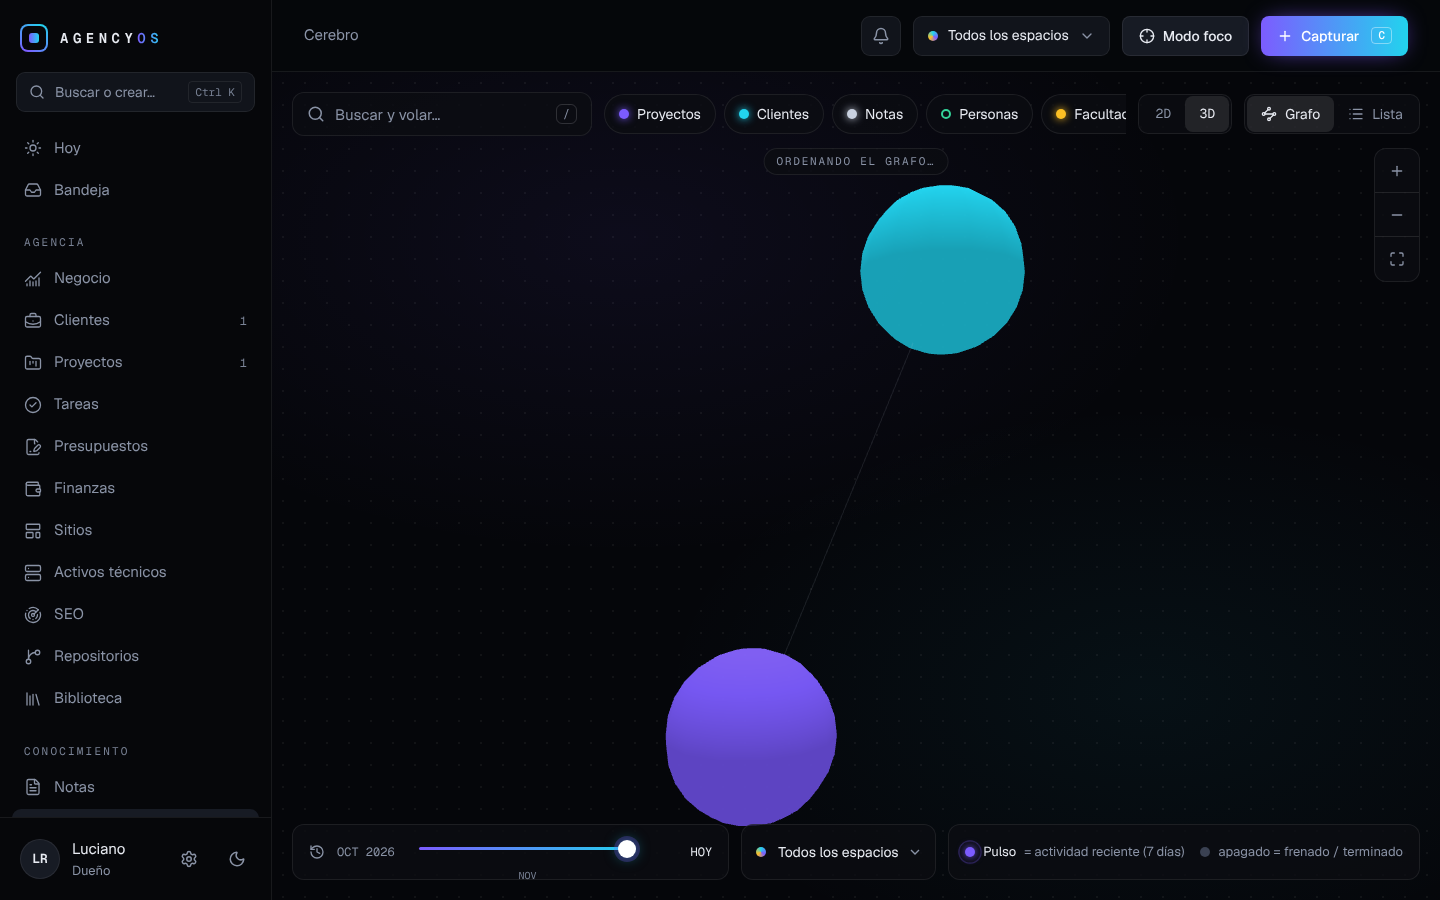 AGENCYOS
Buscar o crear... Ctrl K
Hoy
Bandeja
AGENCIA
Negocio
Clientes 1
Proyectos 1
Tareas
Presupuestos
Finanzas
Sitios
Activos técnicos
SEO
Repositorios
Biblioteca
CONOCIMIENTO
Notas
LR
Luciano
Dueño
Cerebro
Todos los espacios
Modo foco
Capturar C
Buscar y volar... /
Proyectos
Clientes
Notas
Personas
Facultad
2D 3D
Grafo
Lista
ORDENANDO EL GRAFO…
OCT 2026
HOY
NOV
Todos los espacios
Pulso = actividad reciente (7 días)
apagado = frenado / terminado